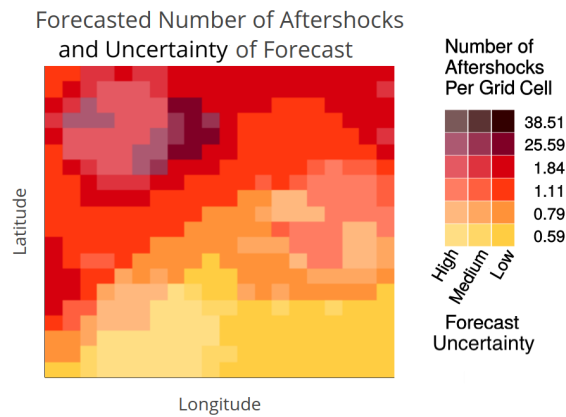 Forecasted Number of Aftershocks
and Uncertainty of Forecast
Latitude
Longitude
Number of
Aftershocks
Per Grid Cell
38.51
25.59
1.84
1.11
0.79
0.59
High
Medium
Low
Forecast
Uncertainty